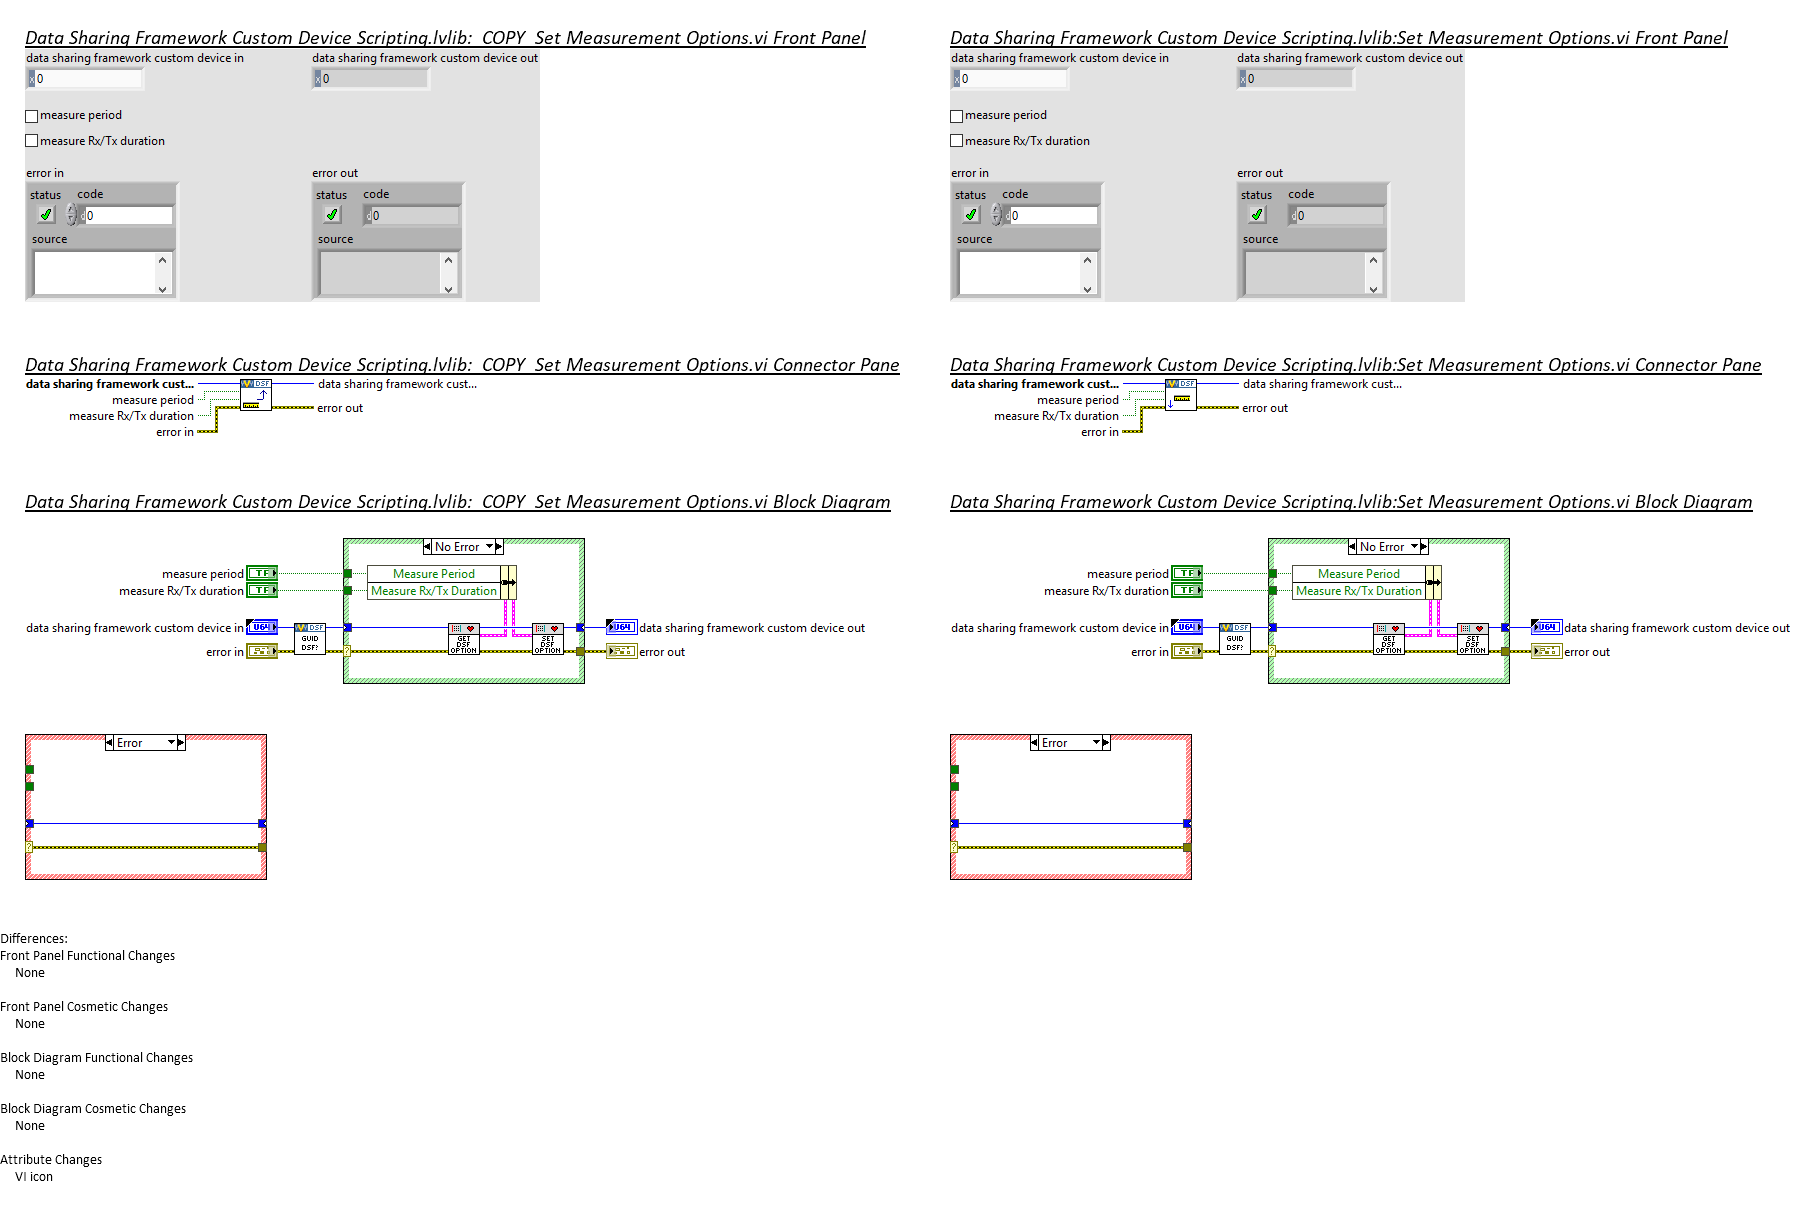 Data Sharing Framework Custom Device Scripting.lvlib:_COPY_Set Measurement Options.vi Front Panel
data sharing framework custom device in
data sharing framework custom device out
0
0
measure period
measure Rx/Tx duration
error in
error out
status code
status code
0
0
source
source
Data Sharing Framework Custom Device Scripting.lvlib:Set Measurement Options.vi Front Panel
data sharing framework custom device in
data sharing framework custom device out
0
0
measure period
measure Rx/Tx duration
error in
error out
status code
status code
0
0
source
source
Data Sharing Framework Custom Device Scripting.lvlib:_COPY_Set Measurement Options.vi Connector Pane
data sharing framework cust...
DSF
data sharing framework cust...
measure period
measure Rx/Tx duration
error out
error in
Data Sharing Framework Custom Device Scripting.lvlib:Set Measurement Options.vi Connector Pane
data sharing framework cust...
DSF
data sharing framework cust...
measure period
measure Rx/Tx duration
error out
error in
Data Sharing Framework Custom Device Scripting.lvlib:_COPY_Set Measurement Options.vi Block Diagram
No Error
measure period
TF
Measure Period
measure Rx/Tx duration
TF
Measure Rx/Tx Duration
data sharing framework custom device in
U64
DSF
GUID
DSF?
GET
DSF
OPTION
SET
DSF
OPTION
U64
data sharing framework custom device out
error in
?
error out
Error
?
Data Sharing Framework Custom Device Scripting.lvlib:Set Measurement Options.vi Block Diagram
No Error
measure period
TF
Measure Period
measure Rx/Tx duration
TF
Measure Rx/Tx Duration
data sharing framework custom device in
U64
DSF
GUID
DSF?
GET
DSF
OPTION
SET
DSF
OPTION
U64
data sharing framework custom device out
error in
?
error out
Error
?
Differences:
Front Panel Functional Changes
None
Front Panel Cosmetic Changes
None
Block Diagram Functional Changes
None
Block Diagram Cosmetic Changes
None
Attribute Changes
VI icon